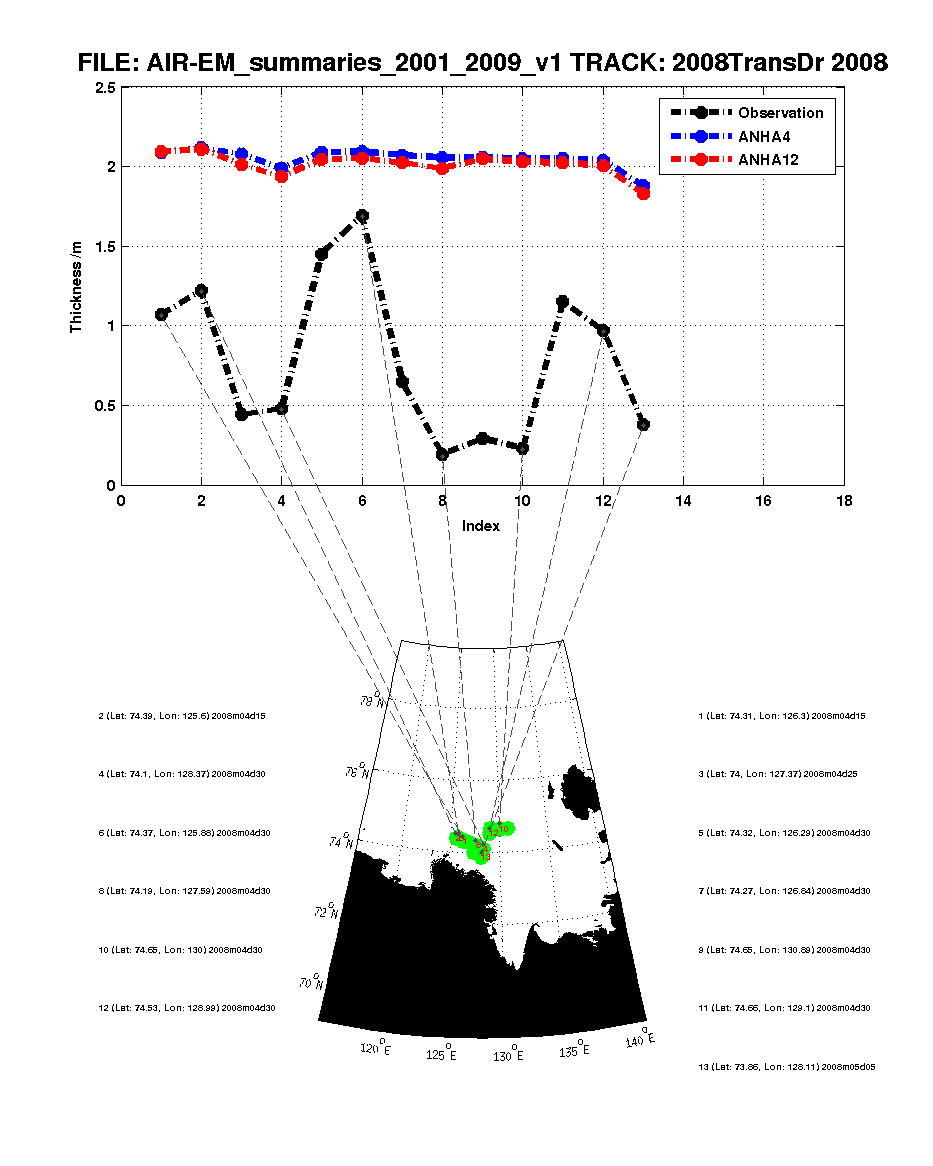 FILE: AIR-EM_summaries_2001_2009_v1 TRACK: 2008TransDr 2008
2.5
2
1.5
1
0.5
0
Thickness /m
Observation
ANHA4
ANHA12
0 2 4 6 8 10 12 14 16 18
Index
78°N
76°N
74°N
72°N
70°N
120°E 125°E 130°E 135°E 140°E
2 (Lat: 74.39, Lon: 125.6) 2008m04d15
4 (Lat: 74.1, Lon: 128.37) 2008m04d30
6 (Lat: 74.37, Lon: 125.88) 2008m04d30
8 (Lat: 74.19, Lon: 127.59) 2008m04d30
10 (Lat: 74.65, Lon: 130) 2008m04d30
12 (Lat: 74.53, Lon: 128.99) 2008m04d30
1 (Lat: 74.31, Lon: 126.3) 2008m04d15
3 (Lat: 74, Lon: 127.37) 2008m04d25
5 (Lat: 74.32, Lon: 126.29) 2008m04d30
7 (Lat: 74.27, Lon: 126.84) 2008m04d30
9 (Lat: 74.65, Lon: 130.89) 2008m04d30
11 (Lat: 74.66, Lon: 129.1) 2008m04d30
13 (Lat: 73.86, Lon: 128.11) 2008m05d05